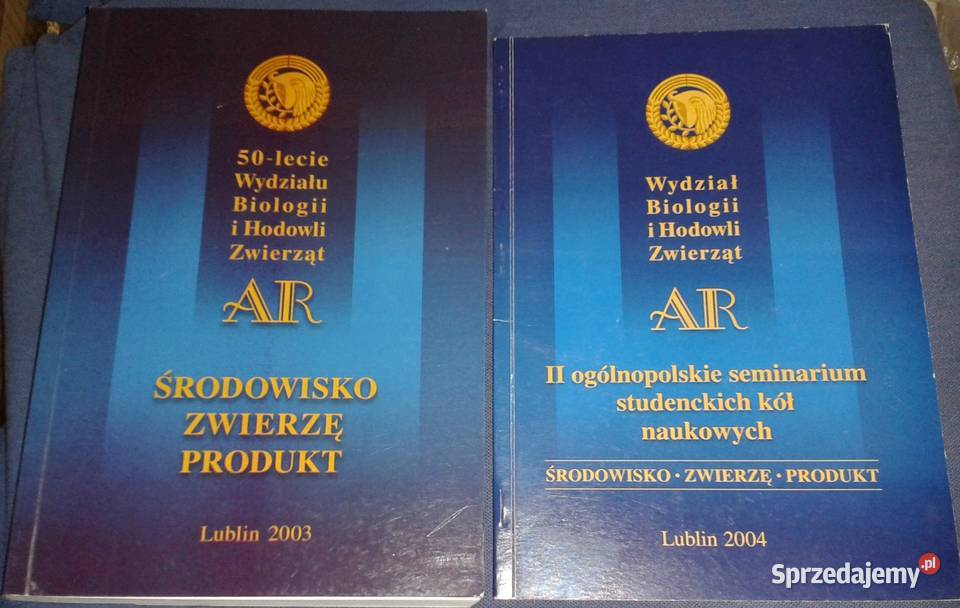 50-lecie
Wydziału
Biologii
i Hodowli
Zwierząt
AR
ŚRODOWISKO
ZWIERZĘ
PRODUKT
Lublin 2003
Wydział
Biologii
i Hodowli
Zwierząt
AR
II ogólnopolskie seminarium
studenckich kół
naukowych
ŚRODOWISKO · ZWIERZĘ · PRODUKT
Lublin 2004
Sprzedajemy.pl